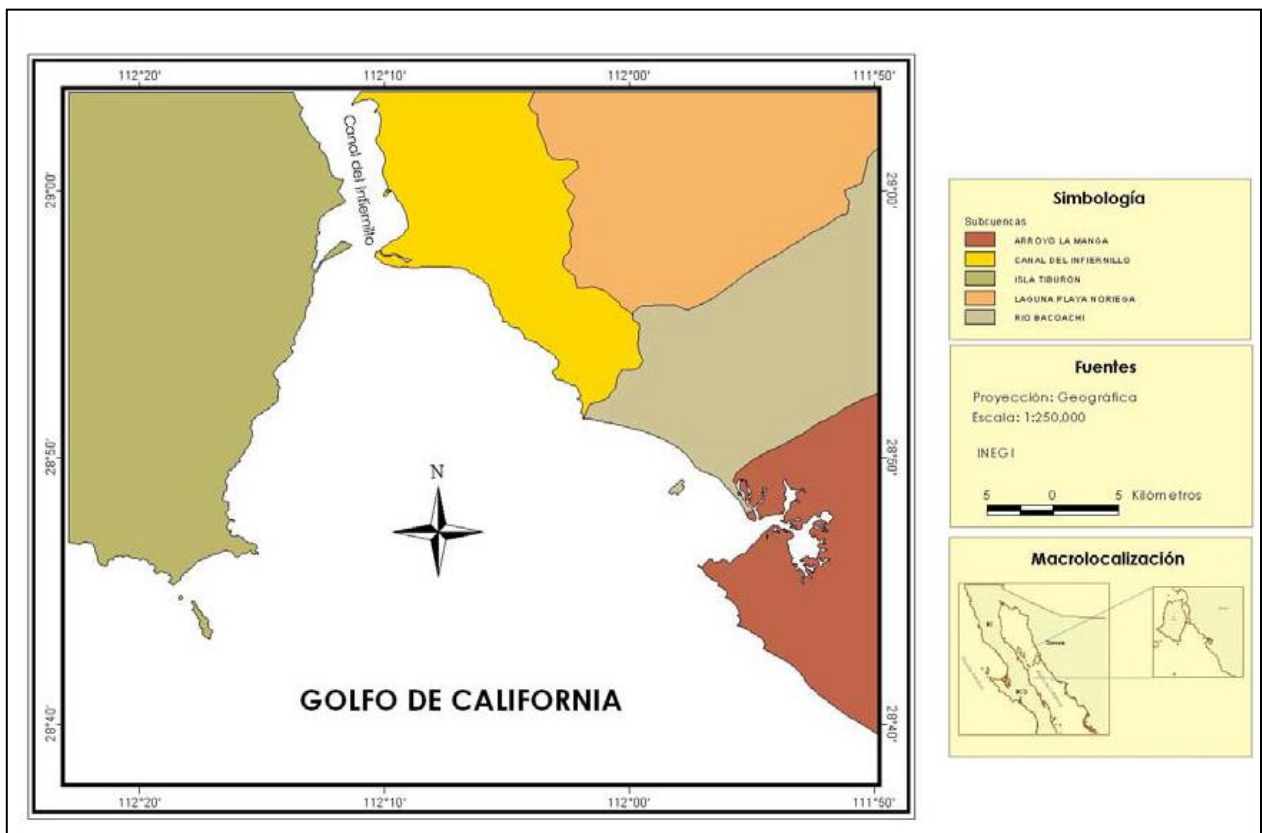 112°20'
112°10'
112°00'
111°50'
Canal del Infiernillo
29°00'
29°00'
28°50'
28°50'
N
GOLFO DE CALIFORNIA
28°40'
28°40'
112°20'
112°10'
112°00'
111°50'
Simbología
Subcuencas
ARROYO LA MANGA
CANAL DEL INFIERNILLO
ISLA TIBURON
LAGUNA PLAYA NORIEGA
RIO BACOACHI
Fuentes
Proyección: Geográfica
Escala: 1:250,000
INEGI
5 0 5 Kilómetros
Macrolocalización
Sonora